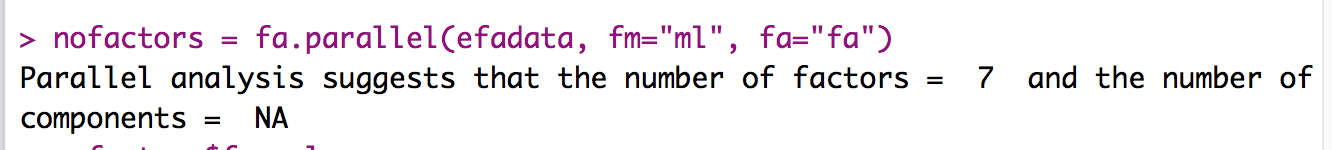 > nofactors = fa.parallel(efadata, fm="ml", fa="fa")
Parallel analysis suggests that the number of factors =  7  and the number of
components =  NA